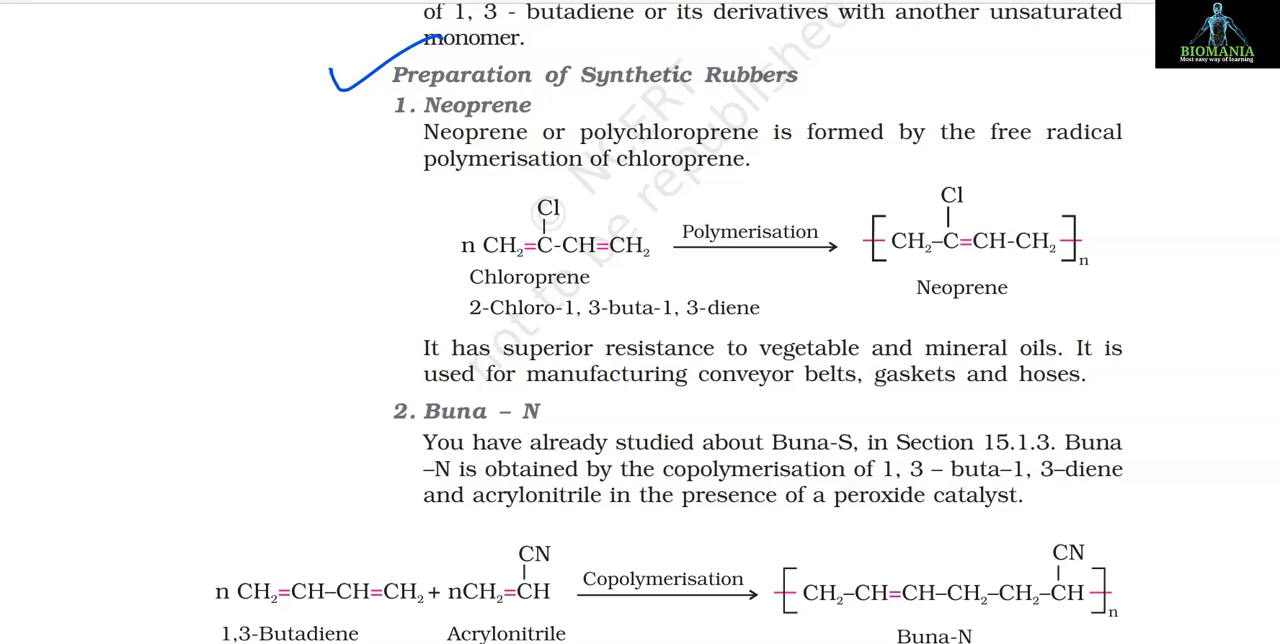 of 1, 3 - butadiene or its derivatives with another unsaturated
monomer.
BIOMANIA
Most easy way of learning
Preparation of Synthetic Rubbers
1. Neoprene
Neoprene or polychloroprene is formed by the free radical
polymerisation of chloroprene.
Cl
n CH₂=C-CH=CH₂
Polymerisation
Cl
[CH₂–C=CH-CH₂]n
Chloroprene
2-Chloro-1, 3-buta-1, 3-diene
Neoprene
It has superior resistance to vegetable and mineral oils. It is
used for manufacturing conveyor belts, gaskets and hoses.
2. Buna – N
You have already studied about Buna-S, in Section 15.1.3. Buna
–N is obtained by the copolymerisation of 1, 3 – buta–1, 3–diene
and acrylonitrile in the presence of a peroxide catalyst.
CN
n CH₂=CH–CH=CH₂ + nCH₂=CH
Copolymerisation
CN
[CH₂–CH=CH–CH₂–CH₂–CH]n
1,3-Butadiene
Acrylonitrile
Buna-N
© NCERT
not to be republished